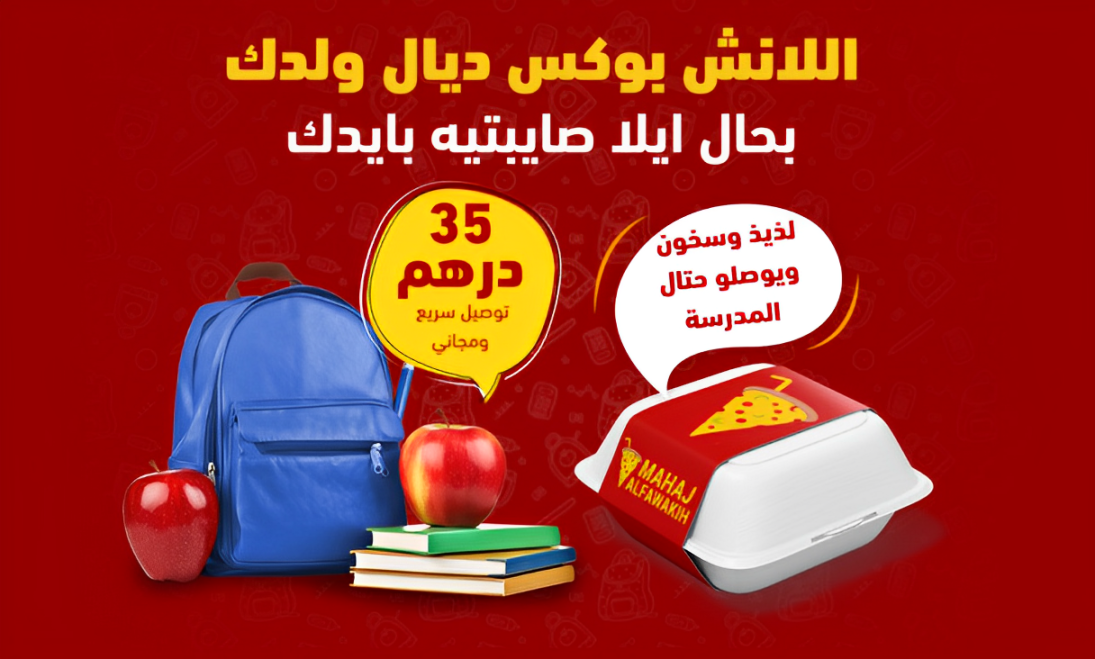 اللانش بوكس ديال ولدك
بحال ايلا صايبتيه بايدك
35
درهم
توصيل سريع
ومجاني
لذيذ وسخون
ويوصلو حتال
المدرسة
MAHAJ
ALFAWAKIH